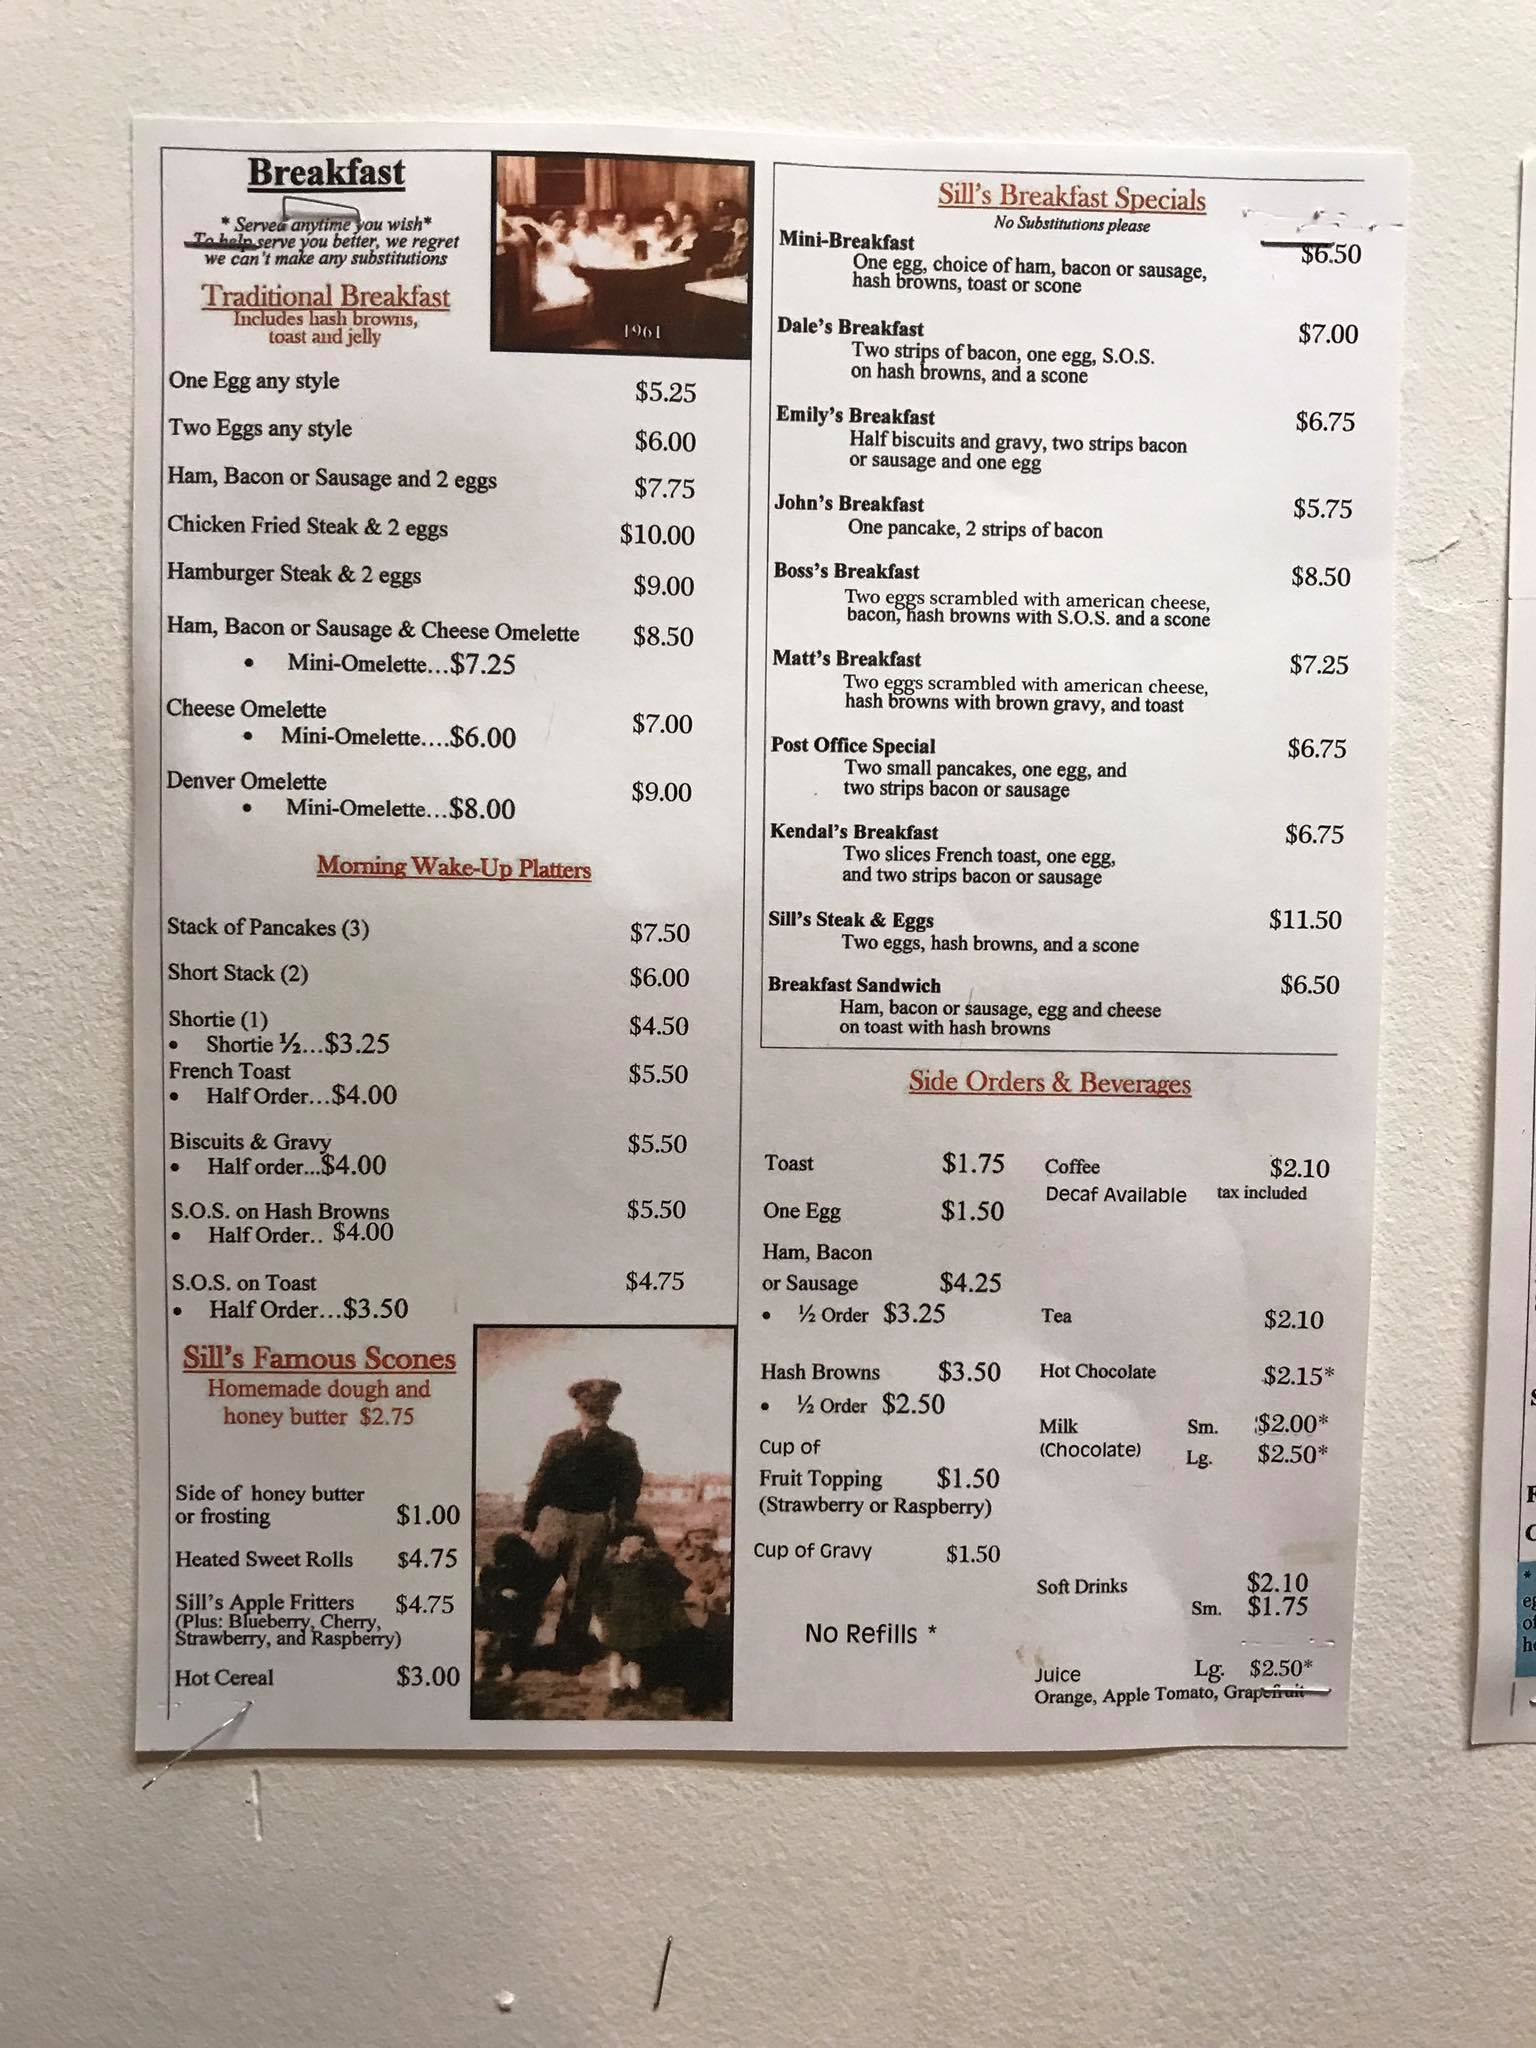 Breakfast
* Served anytime you wish*
To help serve you better, we regret
we can't make any substitutions
Traditional Breakfast
Includes hash browns,
toast and jelly
1961
One Egg any style $5.25
Two Eggs any style $6.00
Ham, Bacon or Sausage and 2 eggs $7.75
Chicken Fried Steak & 2 eggs $10.00
Hamburger Steak & 2 eggs $9.00
Ham, Bacon or Sausage & Cheese Omelette $8.50
• Mini-Omelette...$7.25
Cheese Omelette $7.00
• Mini-Omelette....$6.00
Denver Omelette $9.00
• Mini-Omelette...$8.00
Morning Wake-Up Platters
Stack of Pancakes (3) $7.50
Short Stack (2) $6.00
Shortie (1) $4.50
• Shortie ½...$3.25
French Toast $5.50
• Half Order...$4.00
Biscuits & Gravy $5.50
• Half order...$4.00
S.O.S. on Hash Browns $5.50
• Half Order.. $4.00
S.O.S. on Toast $4.75
• Half Order...$3.50
Sill's Famous Scones
Homemade dough and
honey butter $2.75
Side of honey butter
or frosting $1.00
Heated Sweet Rolls $4.75
Sill's Apple Fritters $4.75
(Plus: Blueberry, Cherry,
Strawberry, and Raspberry)
Hot Cereal $3.00
Sill's Breakfast Specials
No Substitutions please
Mini-Breakfast $6.50
One egg, choice of ham, bacon or sausage,
hash browns, toast or scone
Dale's Breakfast $7.00
Two strips of bacon, one egg, S.O.S.
on hash browns, and a scone
Emily's Breakfast $6.75
Half biscuits and gravy, two strips bacon
or sausage and one egg
John's Breakfast $5.75
One pancake, 2 strips of bacon
Boss's Breakfast $8.50
Two eggs scrambled with american cheese,
bacon, hash browns with S.O.S. and a scone
Matt's Breakfast $7.25
Two eggs scrambled with american cheese,
hash browns with brown gravy, and toast
Post Office Special $6.75
Two small pancakes, one egg, and
two strips bacon or sausage
Kendal's Breakfast $6.75
Two slices French toast, one egg,
and two strips bacon or sausage
Sill's Steak & Eggs $11.50
Two eggs, hash browns, and a scone
Breakfast Sandwich $6.50
Ham, bacon or sausage, egg and cheese
on toast with hash browns
Side Orders & Beverages
Toast $1.75
One Egg $1.50
Ham, Bacon
or Sausage $4.25
• ½ Order $3.25
Hash Browns $3.50
• ½ Order $2.50
Cup of
Fruit Topping $1.50
(Strawberry or Raspberry)
Cup of Gravy $1.50
No Refills *
Coffee $2.10
Decaf Available tax included
Tea $2.10
Hot Chocolate $2.15*
Milk Sm. $2.00*
(Chocolate) Lg. $2.50*
Soft Drinks $2.10
Sm. $1.75
Juice Lg. $2.50*
Orange, Apple Tomato, Grapefruit